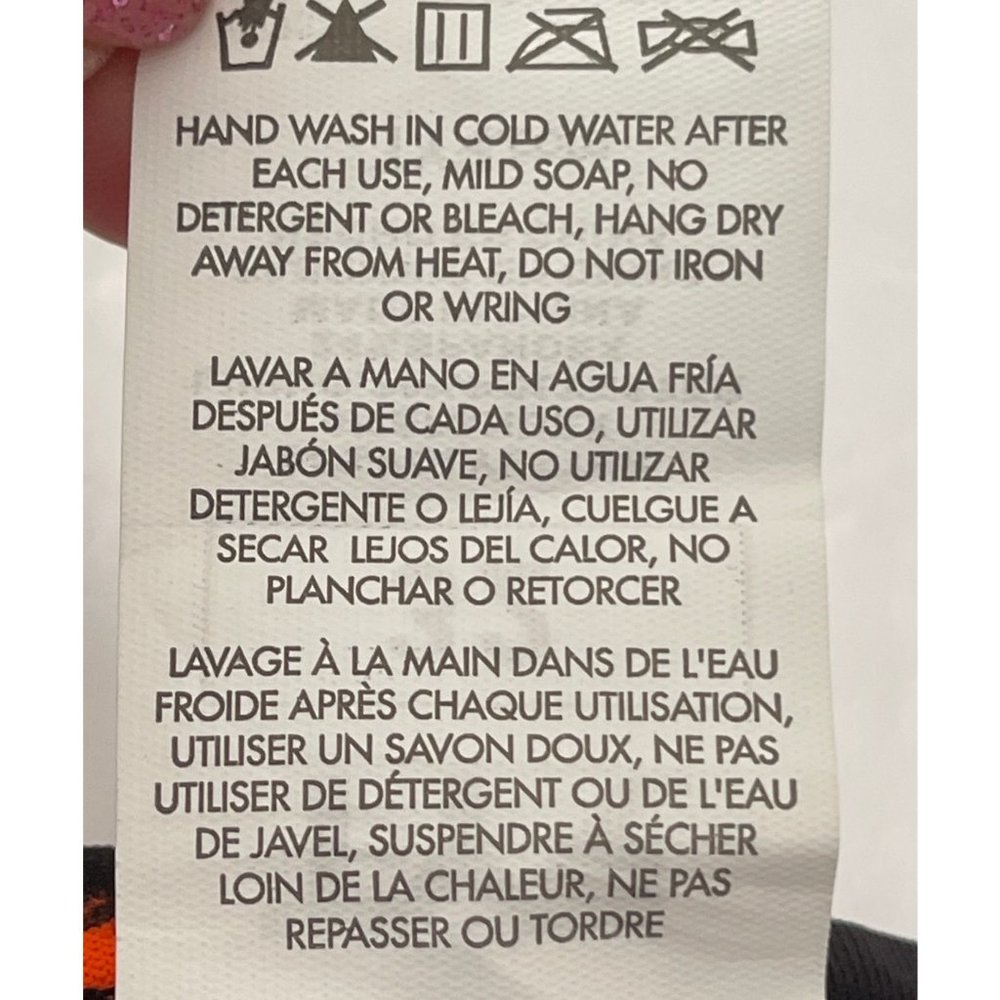 HAND WASH IN COLD WATER AFTER
EACH USE, MILD SOAP, NO
DETERGENT OR BLEACH, HANG DRY
AWAY FROM HEAT, DO NOT IRON
OR WRING
LAVAR A MANO EN AGUA FRÍA
DESPUÉS DE CADA USO, UTILIZAR
JABÓN SUAVE, NO UTILIZAR
DETERGENTE O LEJÍA, CUELGUE A
SECAR LEJOS DEL CALOR, NO
PLANCHAR O RETORCER
LAVAGE À LA MAIN DANS DE L'EAU
FROIDE APRÈS CHAQUE UTILISATION,
UTILISER UN SAVON DOUX, NE PAS
UTILISER DE DÉTERGENT OU DE L'EAU
DE JAVEL, SUSPENDRE À SÉCHER
LOIN DE LA CHALEUR, NE PAS
REPASSER OU TORDRE